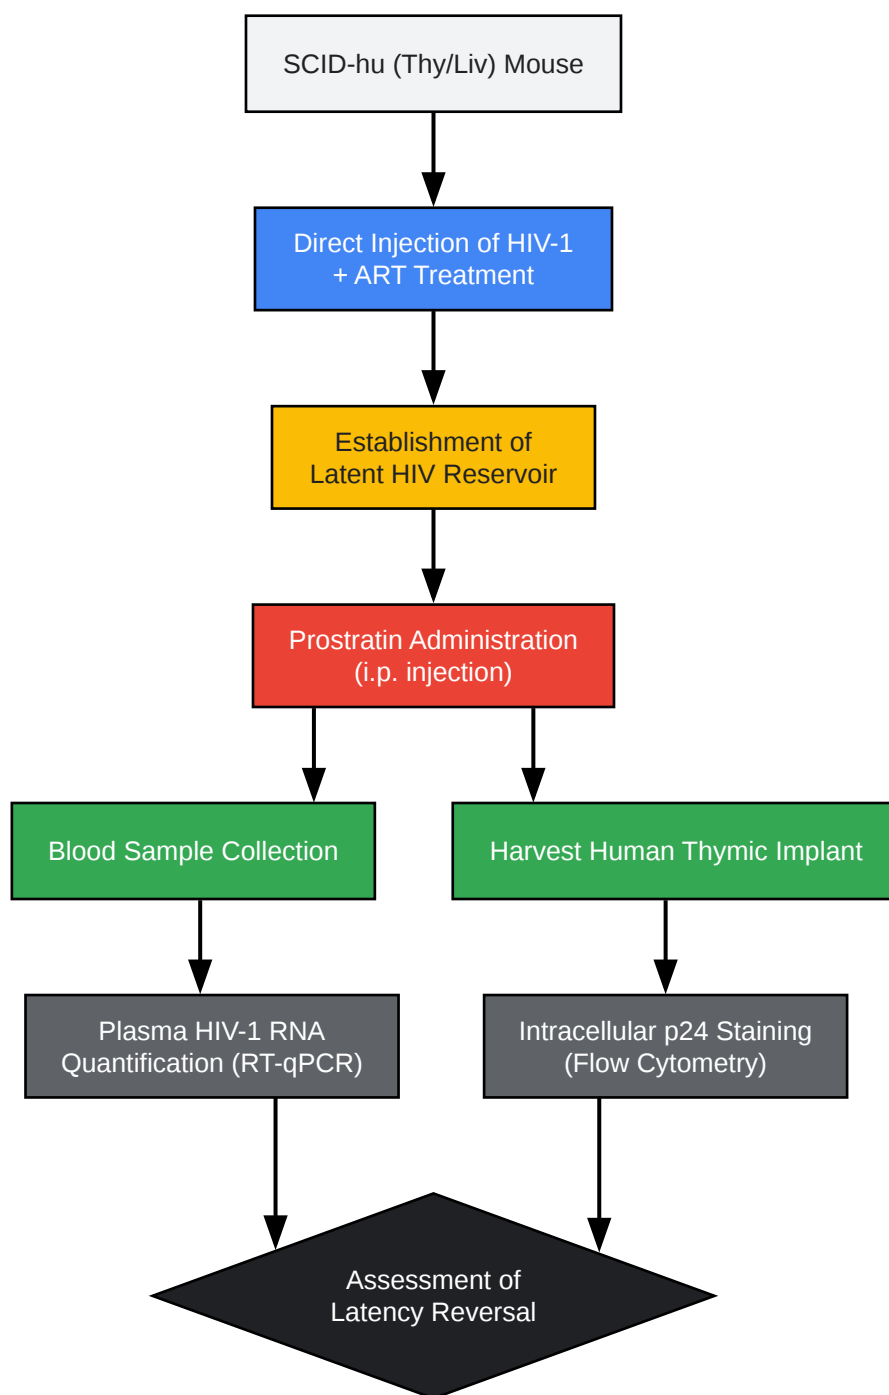 SCID-hu (Thy/Liv) Mouse
Direct Injection of HIV-1
+ ART Treatment
Establishment of
Latent HIV Reservoir
Prostratin Administration
(i.p. injection)
Blood Sample Collection
Harvest Human Thymic Implant
Plasma HIV-1 RNA
Quantification (RT-qPCR)
Intracellular p24 Staining
(Flow Cytometry)
Assessment of
Latency Reversal